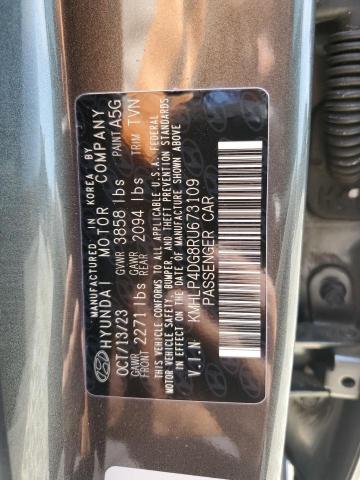 MANUFACTURED IN KOREA BY
HYUNDAI MOTOR COMPANY
OCT/13/23 GVWR 3858 lbs PAINT A5G
GAWR FRONT 2271 lbs GAWR REAR 2094 lbs TRIM TVN
THIS VEHICLE CONFORMS TO ALL APPLICABLE U.S.A. FEDERAL
MOTOR VEHICLE SAFETY, BUMPER, AND THEFT PREVENTION STANDARDS
IN EFFECT ON THE DATE OF MANUFACTURE SHOWN ABOVE
V.I.N KMHLP4DG8RU673109
PASSENGER CAR